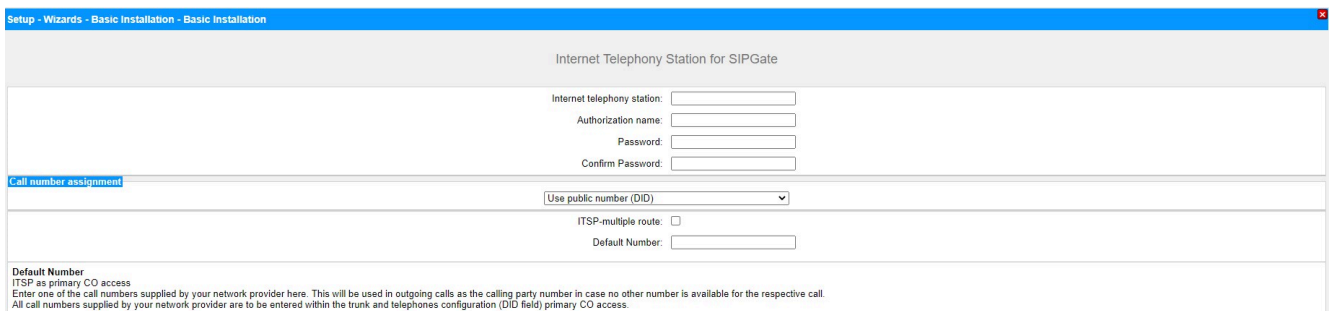 Setup - Wizards - Basic Installation - Basic Installation
Internet Telephony Station for SIPGate
Internet telephony station:
Authorization name:
Password:
Confirm Password:
Call number assignment
Use public number (DID)
ITSP-multiple route:
Default Number:
Default Number
ITSP as primary CO access
Enter one of the call numbers supplied by your network provider here. This will be used in outgoing calls as the calling party number in case no other number is available for the respective call.
All call numbers supplied by your network provider are to be entered within the trunk and telephones configuration (DID field) primary CO access.